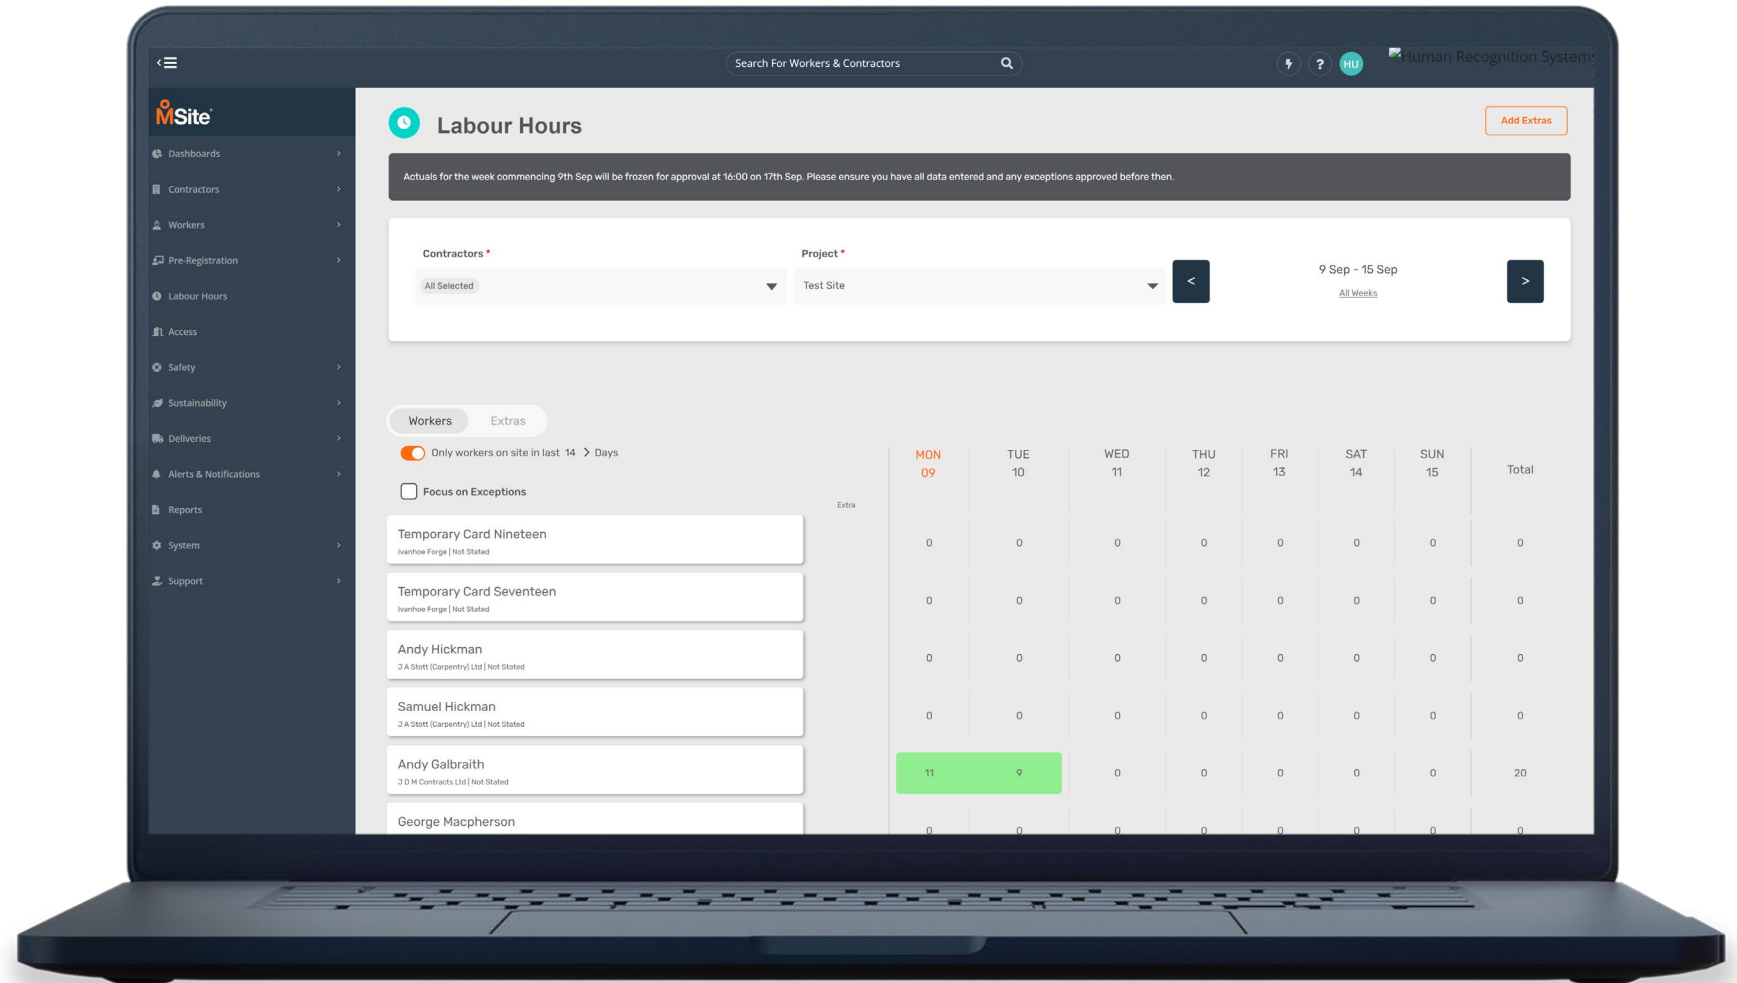 Search For Workers & Contractors
?
HU
Human Recognition Systems
MSite
Dashboards
Contractors
Workers
Pre-Registration
Labour Hours
Access
Safety
Sustainability
Deliveries
Alerts & Notifications
Reports
System
Support
Labour Hours
Add Extras
Actuals for the week commencing 9th Sep will be frozen for approval at 16:00 on 17th Sep. Please ensure you have all data entered and any exceptions approved before then.
Contractors *
All Selected
Project *
Test Site
<
9 Sep - 15 Sep
All Weeks
>
Workers Extras
Only workers on site in last 14 > Days
Focus on Exceptions
Extra
MON 09
TUE 10
WED 11
THU 12
FRI 13
SAT 14
SUN 15
Total
Temporary Card Nineteen
Ivanhoe Forge | Not Stated
0 0 0 0 0 0 0 0
Temporary Card Seventeen
Ivanhoe Forge | Not Stated
0 0 0 0 0 0 0 0
Andy Hickman
J A Stott (Carpentry) Ltd | Not Stated
0 0 0 0 0 0 0 0
Samuel Hickman
J A Stott (Carpentry) Ltd | Not Stated
0 0 0 0 0 0 0 0
Andy Galbraith
J D M Contracts Ltd | Not Stated
11 9 0 0 0 0 0 20
George Macpherson
0 0 0 0 0 0 0 0